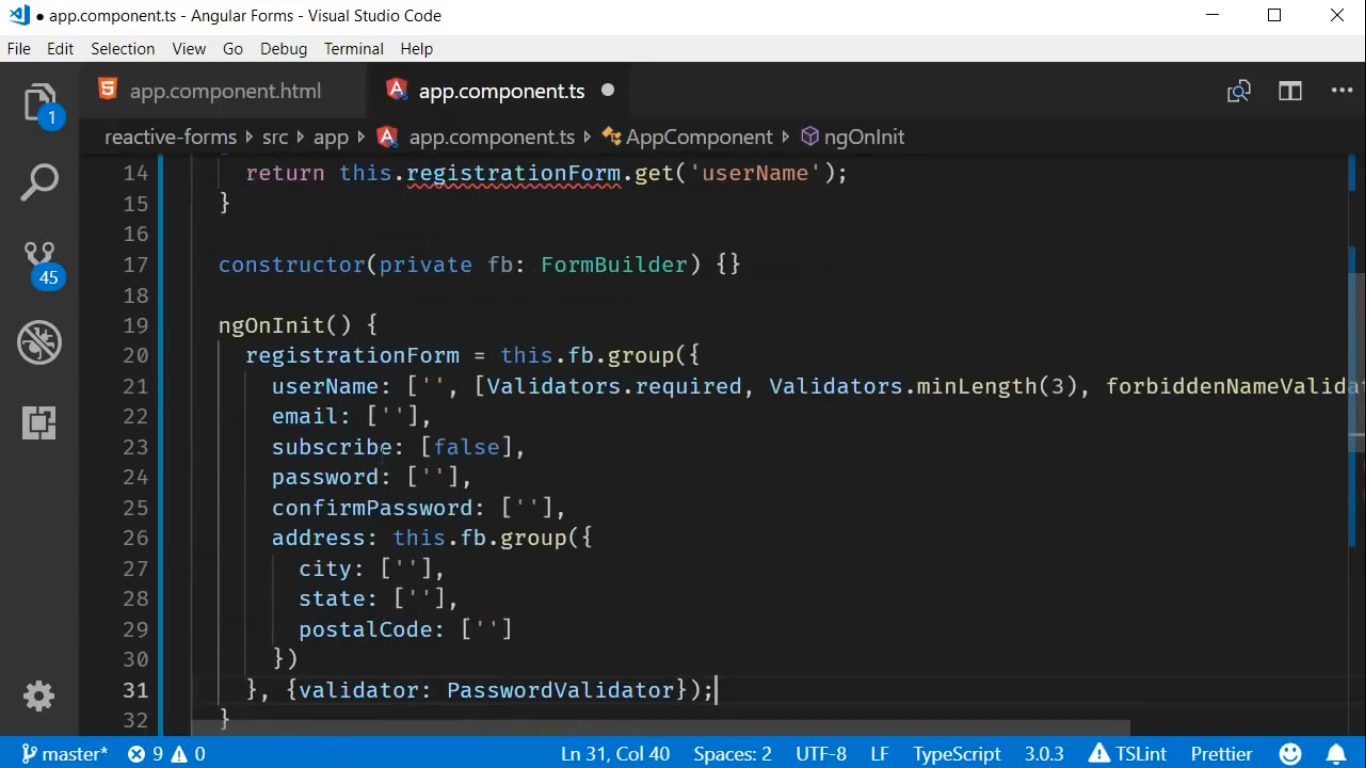 ● app.component.ts - Angular Forms - Visual Studio Code
File Edit Selection View Go Debug Terminal Help
app.component.html app.component.ts
reactive-forms src app app.component.ts AppComponent ngOnInit
14 return this.registrationForm.get('userName');
15 }
16
17 constructor(private fb: FormBuilder) {}
18
19 ngOnInit() {
20 registrationForm = this.fb.group({
21 userName: ['', [Validators.required, Validators.minLength(3), forbiddenNameValida
22 email: [''],
23 subscribe: [false],
24 password: [''],
25 confirmPassword: [''],
26 address: this.fb.group({
27 city: [''],
28 state: [''],
29 postalCode: ['']
30 })
31 }, {validator: PasswordValidator});
32 }
1
45
master* 9 0 Ln 31, Col 40 Spaces: 2 UTF-8 LF TypeScript 3.0.3 TSLint Prettier